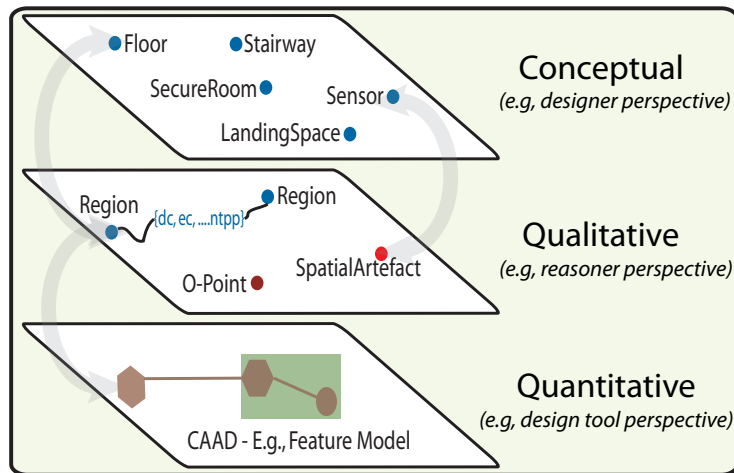 Floor
Stairway
SecureRoom
Sensor
LandingSpace
Conceptual
(e.g, designer perspective)
Region
{dc, ec, ....ntpp}
Region
SpatialArtefact
O-Point
Qualitative
(e.g, reasoner perspective)
CAAD - E.g., Feature Model
Quantitative
(e.g, design tool perspective)